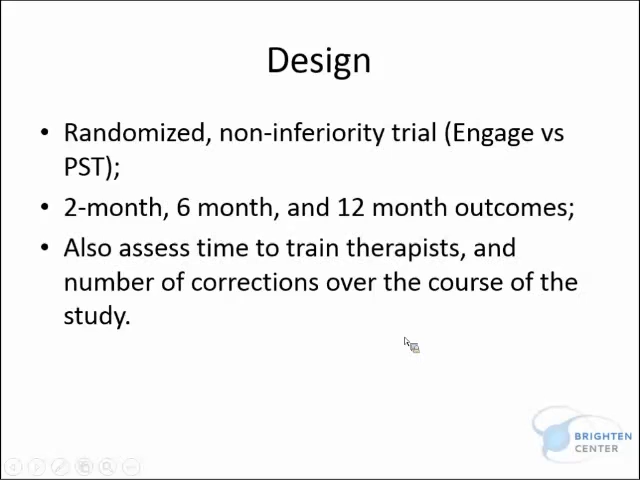 Design
• Randomized, non-inferiority trial (Engage vs
PST);
• 2-month, 6 month, and 12 month outcomes;
• Also assess time to train therapists, and
number of corrections over the course of the
study.
BRIGHTEN
CENTER